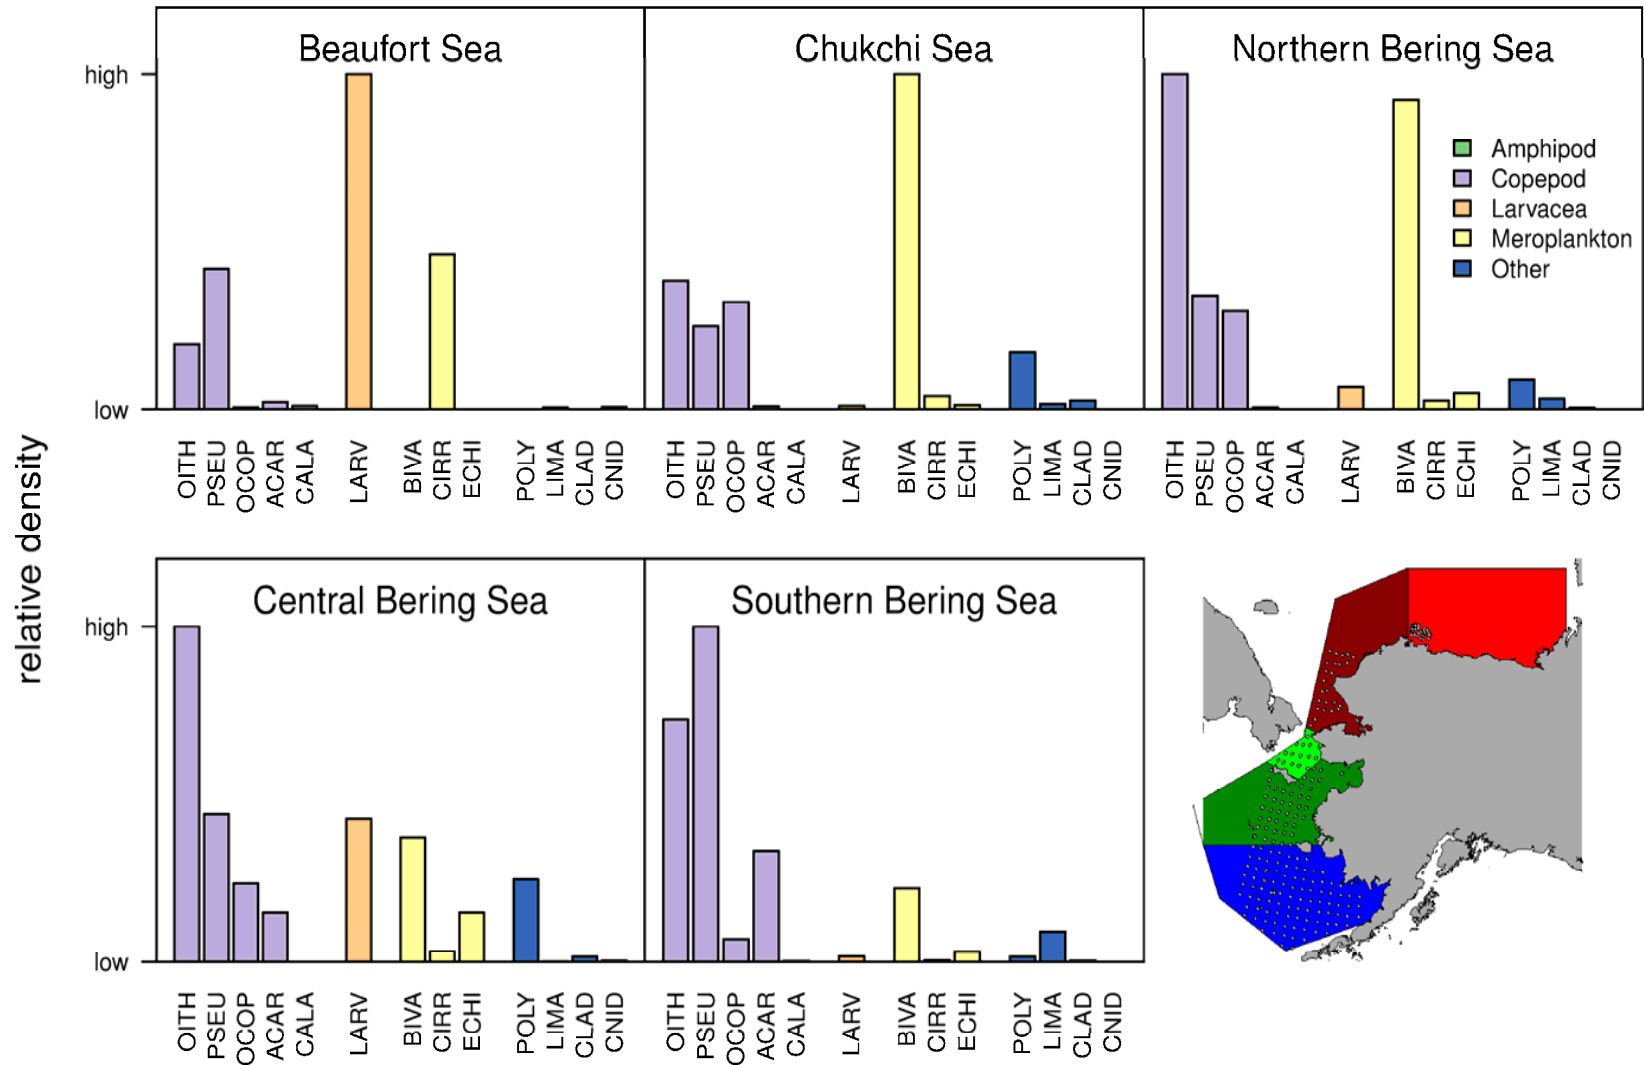 Beaufort Sea
Chukchi Sea
Northern Bering Sea
high
low
Amphipod
Copepod
Larvacea
Meroplankton
Other
OITH PSEU OCOP ACAR CALA LARV BIVA CIRR ECHI POLY LIMA CLAD CNID
OITH PSEU OCOP ACAR CALA LARV BIVA CIRR ECHI POLY LIMA CLAD CNID
OITH PSEU OCOP ACAR CALA LARV BIVA CIRR ECHI POLY LIMA CLAD CNID
relative density
Central Bering Sea
Southern Bering Sea
high
low
OITH PSEU OCOP ACAR CALA LARV BIVA CIRR ECHI POLY LIMA CLAD CNID
OITH PSEU OCOP ACAR CALA LARV BIVA CIRR ECHI POLY LIMA CLAD CNID